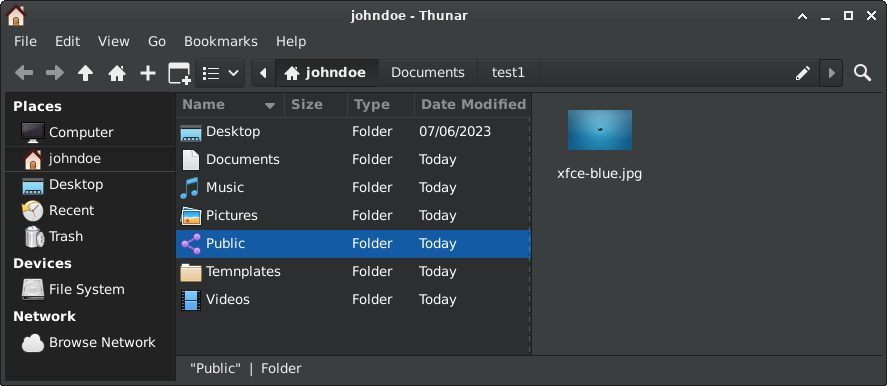 johndoe - Thunar
File Edit View Go Bookmarks Help
johndoe Documents test1
Places
Computer
johndoe
Desktop
Recent
Trash
Devices
File System
Network
Browse Network
Name Size Type Date Modified
Desktop Folder 07/06/2023
Documents Folder Today
Music Folder Today
Pictures Folder Today
Public Folder Today
Temnplates Folder Today
Videos Folder Today
xfce-blue.jpg
"Public" | Folder